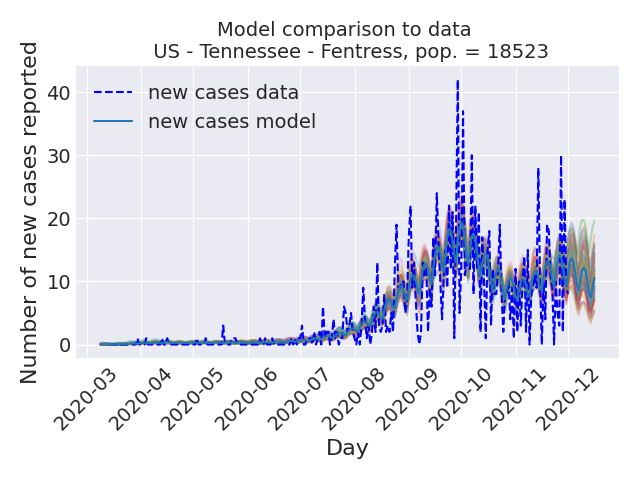 Model comparison to data
US - Tennessee - Fentress, pop. = 18523
Number of new cases reported
40
30
20
10
0
new cases data
new cases model
2020-03
2020-04
2020-05
2020-06
2020-07
2020-08
2020-09
2020-10
2020-11
2020-12
Day